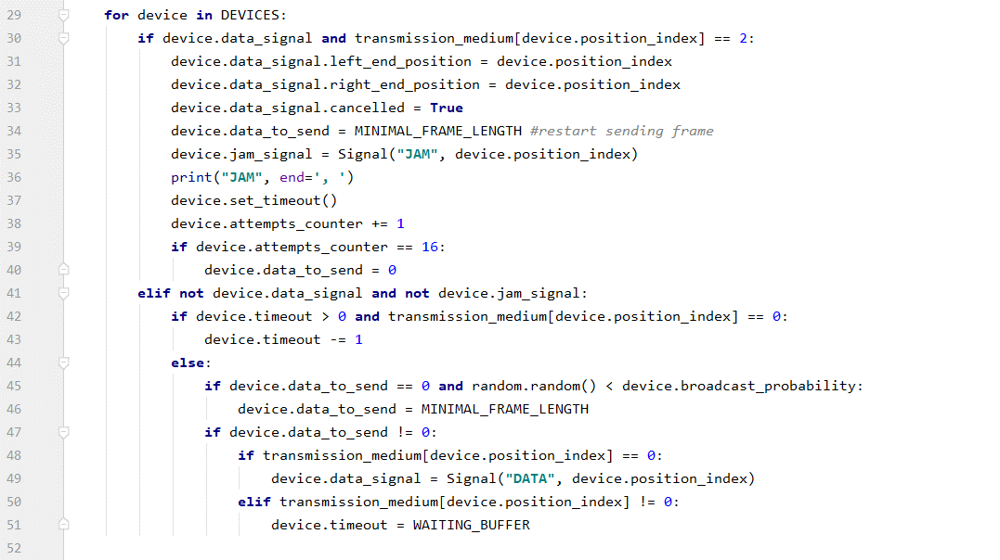 29 for device in DEVICES:
30     if device.data_signal and transmission_medium[device.position_index] == 2:
31         device.data_signal.left_end_position = device.position_index
32         device.data_signal.right_end_position = device.position_index
33         device.data_signal.cancelled = True
34         device.data_to_send = MINIMAL_FRAME_LENGTH #restart sending frame
35         device.jam_signal = Signal("JAM", device.position_index)
36         print("JAM", end=', ')
37         device.set_timeout()
38         device.attempts_counter += 1
39         if device.attempts_counter == 16:
40             device.data_to_send = 0
41     elif not device.data_signal and not device.jam_signal:
42         if device.timeout > 0 and transmission_medium[device.position_index] == 0:
43             device.timeout -= 1
44         else:
45             if device.data_to_send == 0 and random.random() < device.broadcast_probability:
46                 device.data_to_send = MINIMAL_FRAME_LENGTH
47             if device.data_to_send != 0:
48                 if transmission_medium[device.position_index] == 0:
49                     device.data_signal = Signal("DATA", device.position_index)
50                 elif transmission_medium[device.position_index] != 0:
51                     device.timeout = WAITING_BUFFER
52